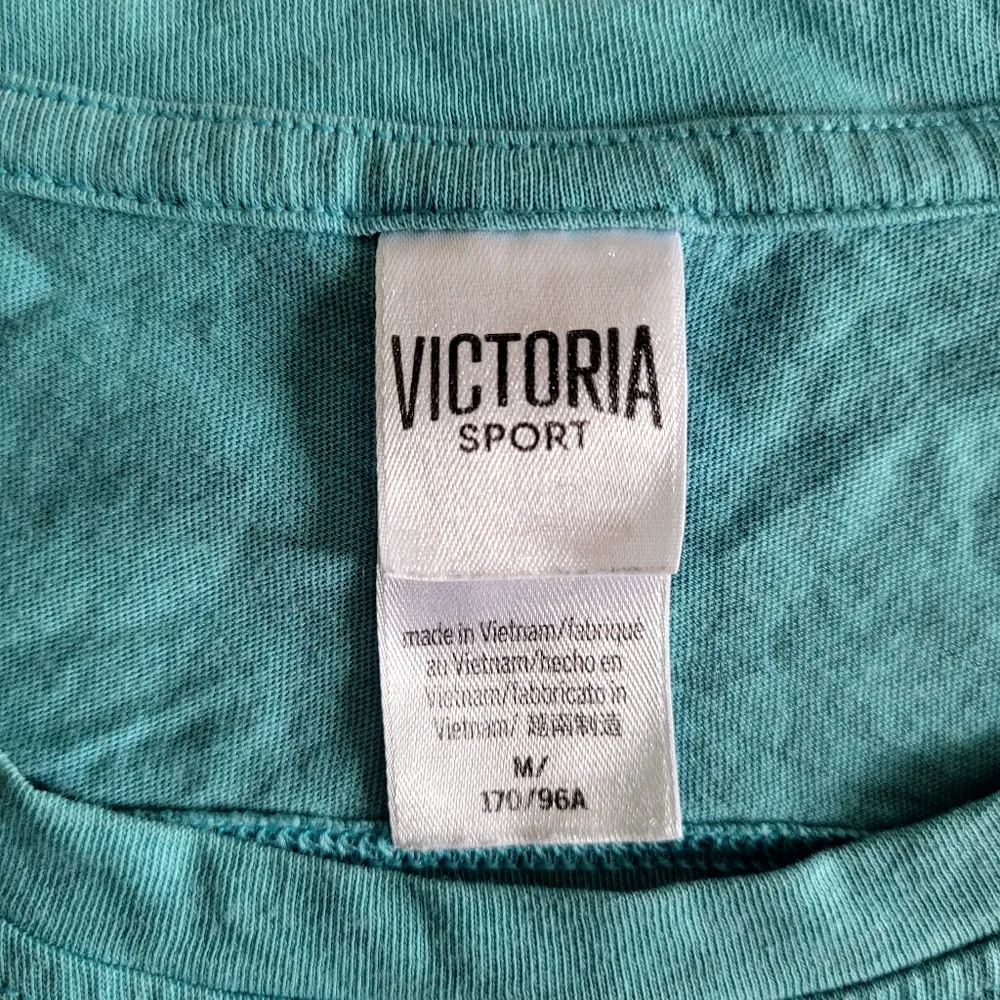 VICTORIA
SPORT
made in Vietnam/fabriqué
au Vietnam/hecho en
Vietnam/fabbricato in
Vietnam/ 越南制造
M/
170/96A